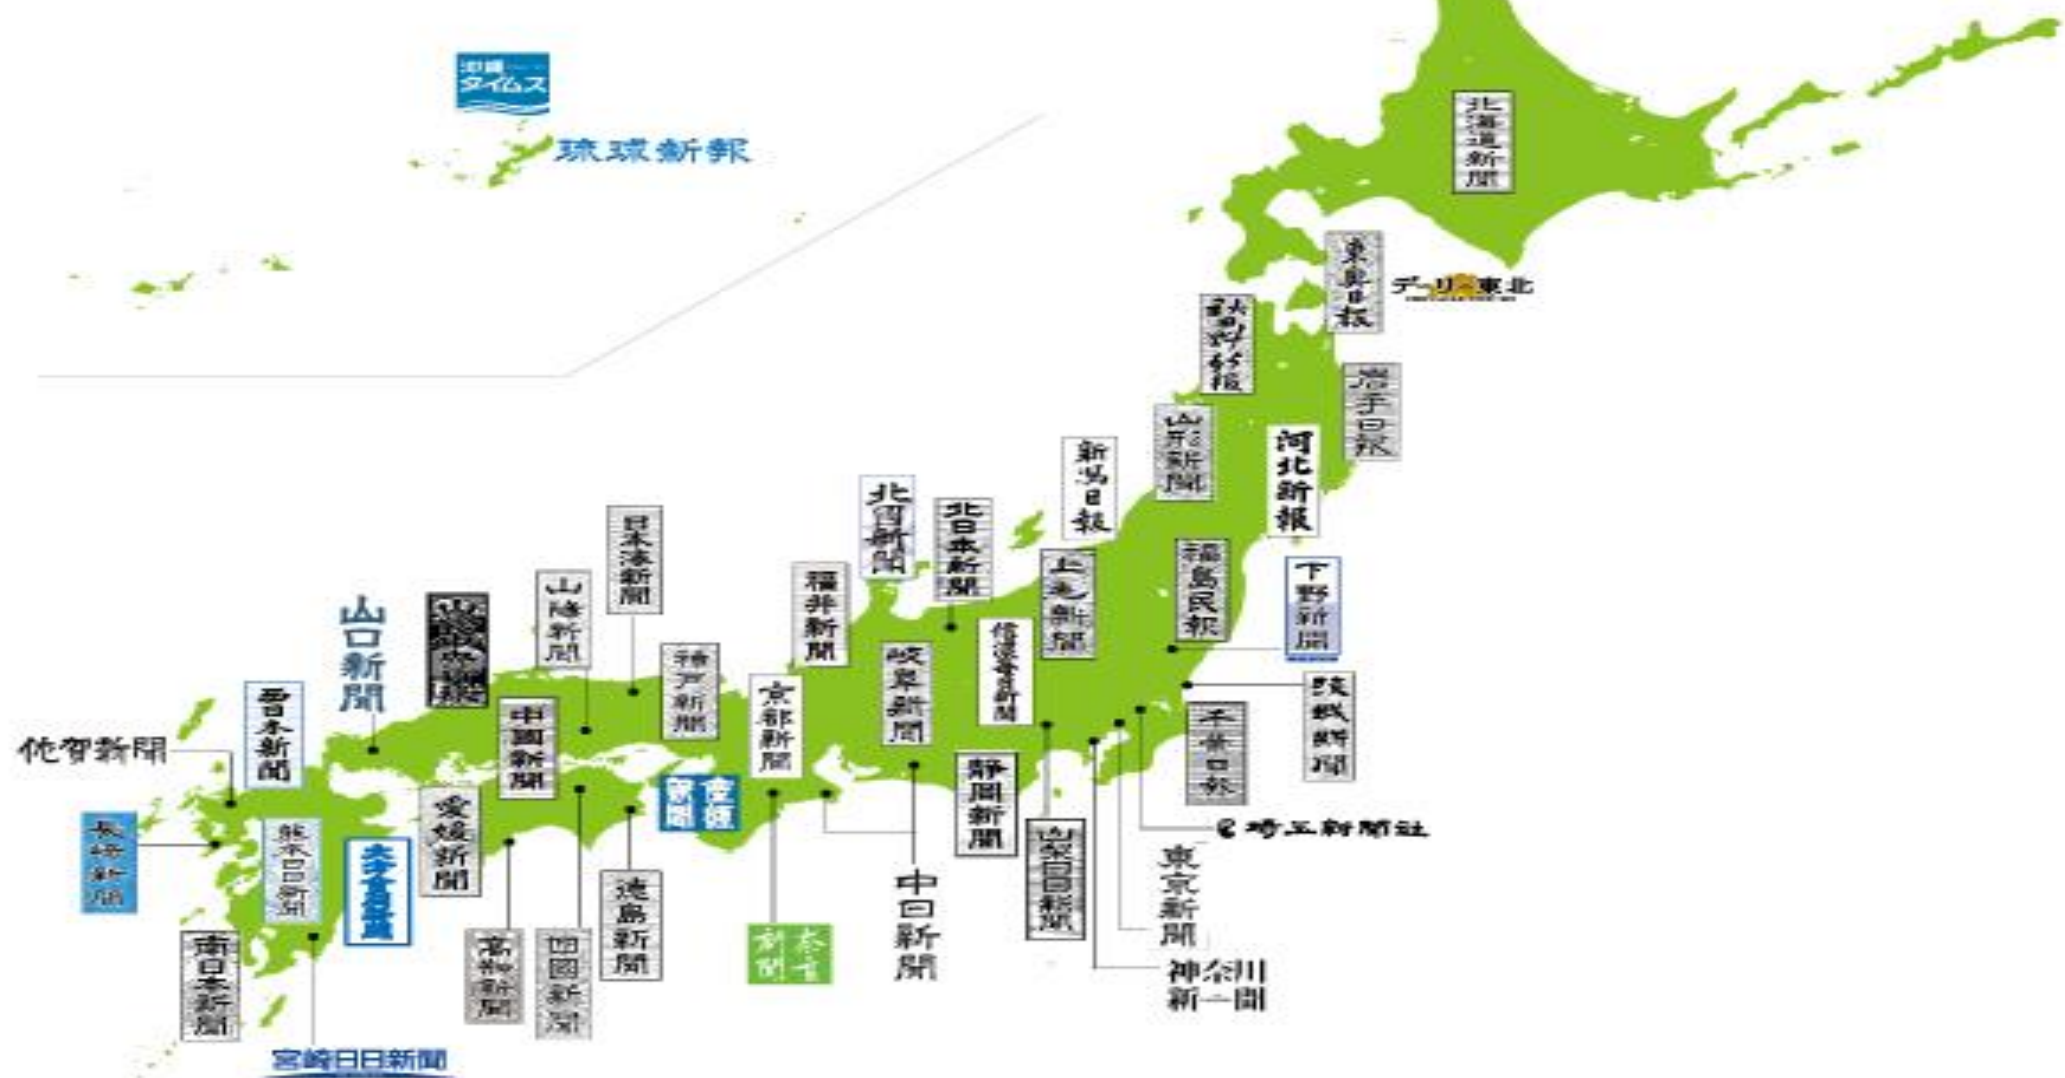 沖縄
タイムス
琉球新報
北海道新聞
東奥日報
デーリー東北
秋田魁新報
岩手日報
山形新聞
河北新報
新潟日報
北國新聞
北日本新聞
上毛新聞
福島民報
下野新聞
日本海新聞
山陰新聞
福井新聞
信濃毎日新聞
山口新聞
神戸新聞
岐阜新聞
京都新聞
茨城新聞
西日本新聞
中國新聞
千葉日報
佐賀新聞
静岡新聞
産経
新聞
愛媛新聞
長崎新聞
熊本日日新聞
大分合同新聞
山梨日日新聞
埼玉新聞社
東京新聞
徳島新聞
中日新聞
奈良
新聞
高知新聞
四國新聞
南日本新聞
神奈川
新聞
宮崎日日新聞